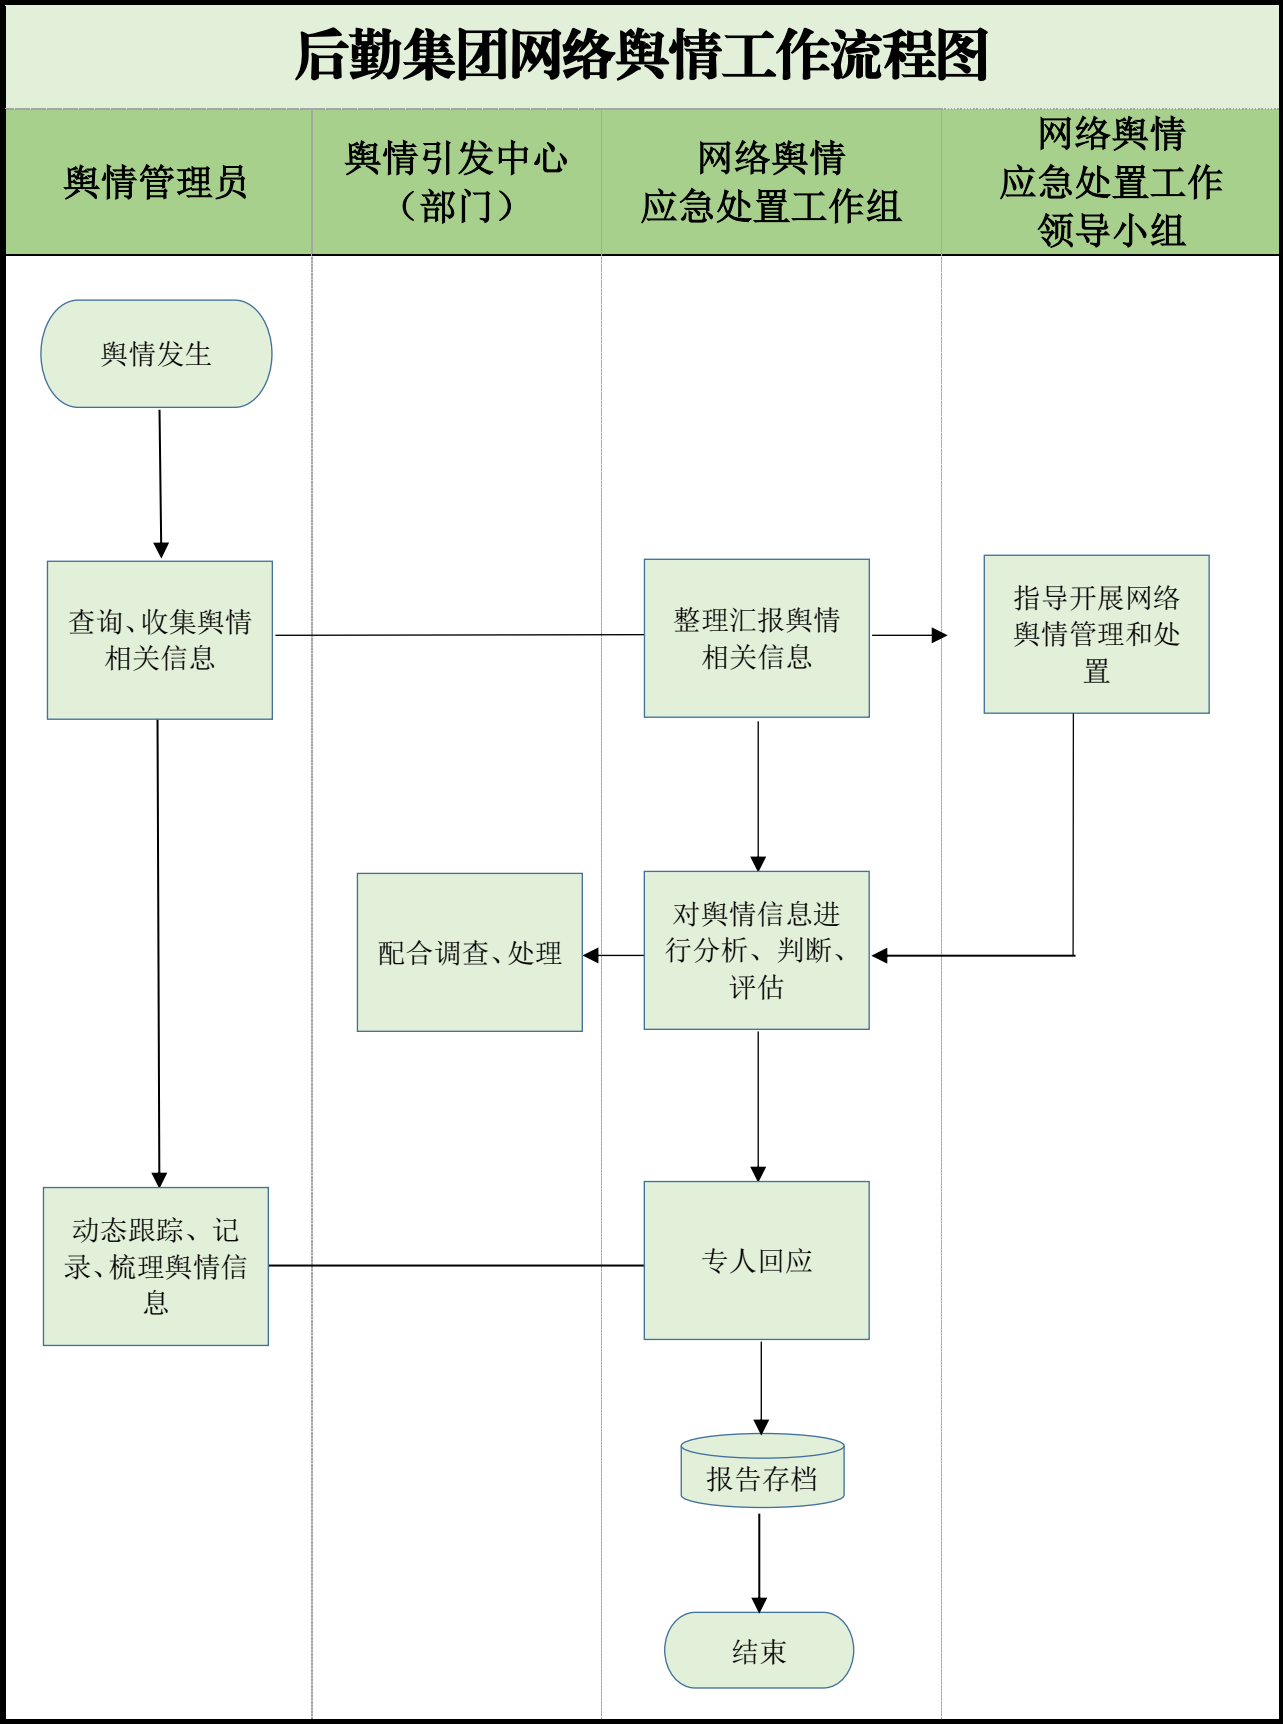 后勤集团网络舆情工作流程图
舆情管理员
舆情引发中心
（部门）
网络舆情
应急处置工作组
网络舆情
应急处置工作
领导小组
舆情发生
查询、收集舆情
相关信息
整理汇报舆情
相关信息
指导开展网络
舆情管理和处
置
配合调查、处理
对舆情信息进
行分析、判断、
评估
动态跟踪、记
录、梳理舆情信
息
专人回应
报告存档
结束